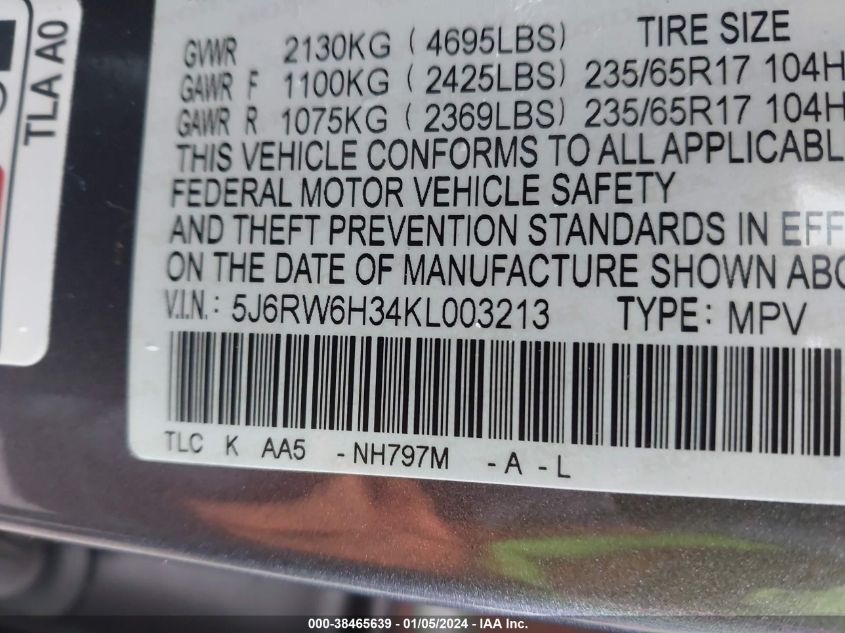 TLA A0
GVWR 2130KG ( 4695LBS) TIRE SIZE
GAWR F 1100KG ( 2425LBS) 235/65R17 104H
GAWR R 1075KG ( 2369LBS) 235/65R17 104H
THIS VEHICLE CONFORMS TO ALL APPLICABL
FEDERAL MOTOR VEHICLE SAFETY
AND THEFT PREVENTION STANDARDS IN EFF
ON THE DATE OF MANUFACTURE SHOWN ABO
V.I.N.: 5J6RW6H34KL003213 TYPE: MPV
TLC K AA5 -NH797M -A -L
000-38465639 - 01/05/2024 - IAA Inc.